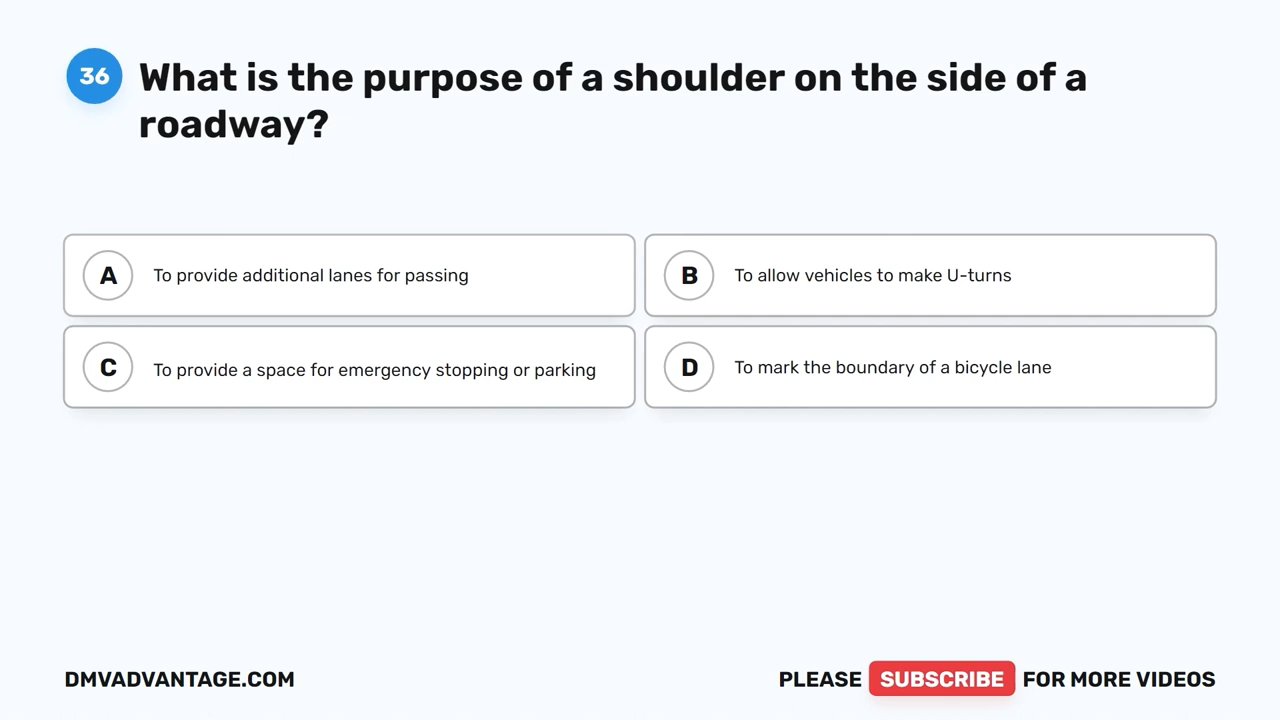 36
What is the purpose of a shoulder on the side of a
roadway?
A To provide additional lanes for passing
B To allow vehicles to make U-turns
C To provide a space for emergency stopping or parking
D To mark the boundary of a bicycle lane
DMVADVANTAGE.COM
PLEASE SUBSCRIBE FOR MORE VIDEOS